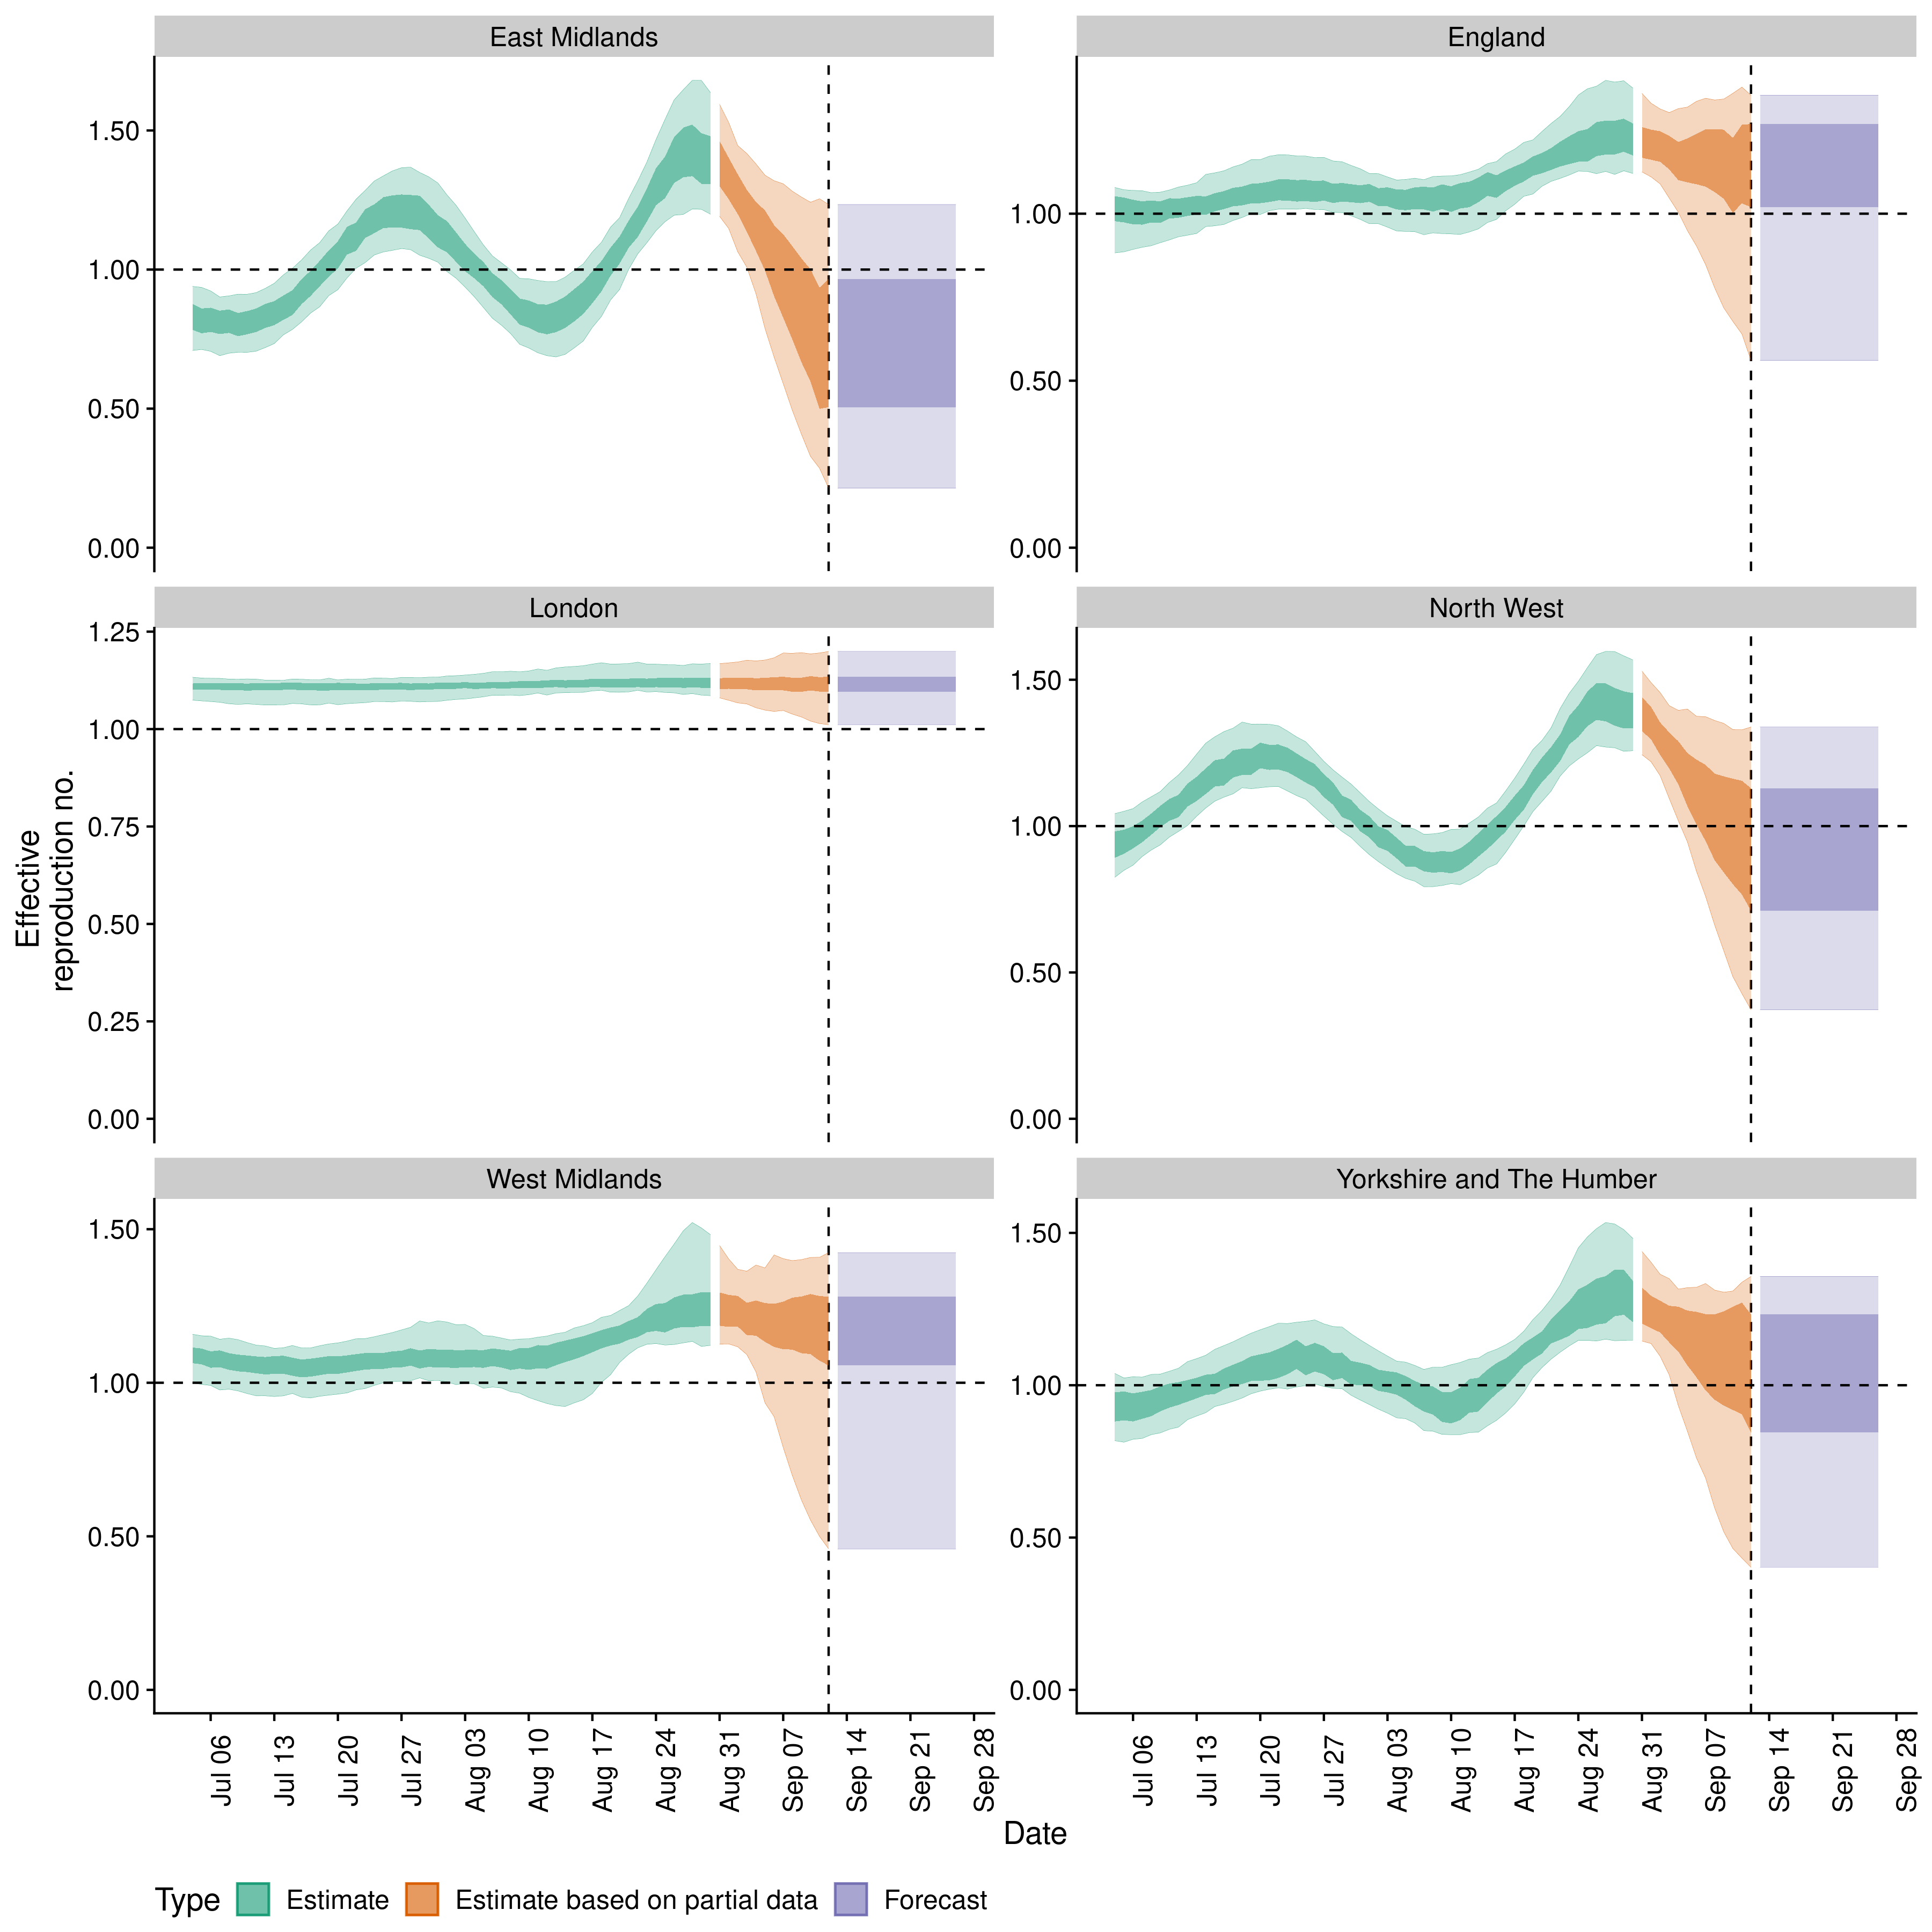 East Midlands
England
1.50
1.00
0.50
0.00
1.00
0.50
0.00
London
North West
1.25
1.00
0.75
0.50
0.25
0.00
1.50
1.00
0.50
0.00
Effective
reproduction no.
West Midlands
Yorkshire and The Humber
1.50
1.00
0.50
0.00
1.50
1.00
0.50
0.00
Jul 06
Jul 13
Jul 20
Jul 27
Aug 03
Aug 10
Aug 17
Aug 24
Aug 31
Sep 07
Sep 14
Sep 21
Sep 28
Jul 06
Jul 13
Jul 20
Jul 27
Aug 03
Aug 10
Aug 17
Aug 24
Aug 31
Sep 07
Sep 14
Sep 21
Sep 28
Date
Type Estimate Estimate based on partial data Forecast